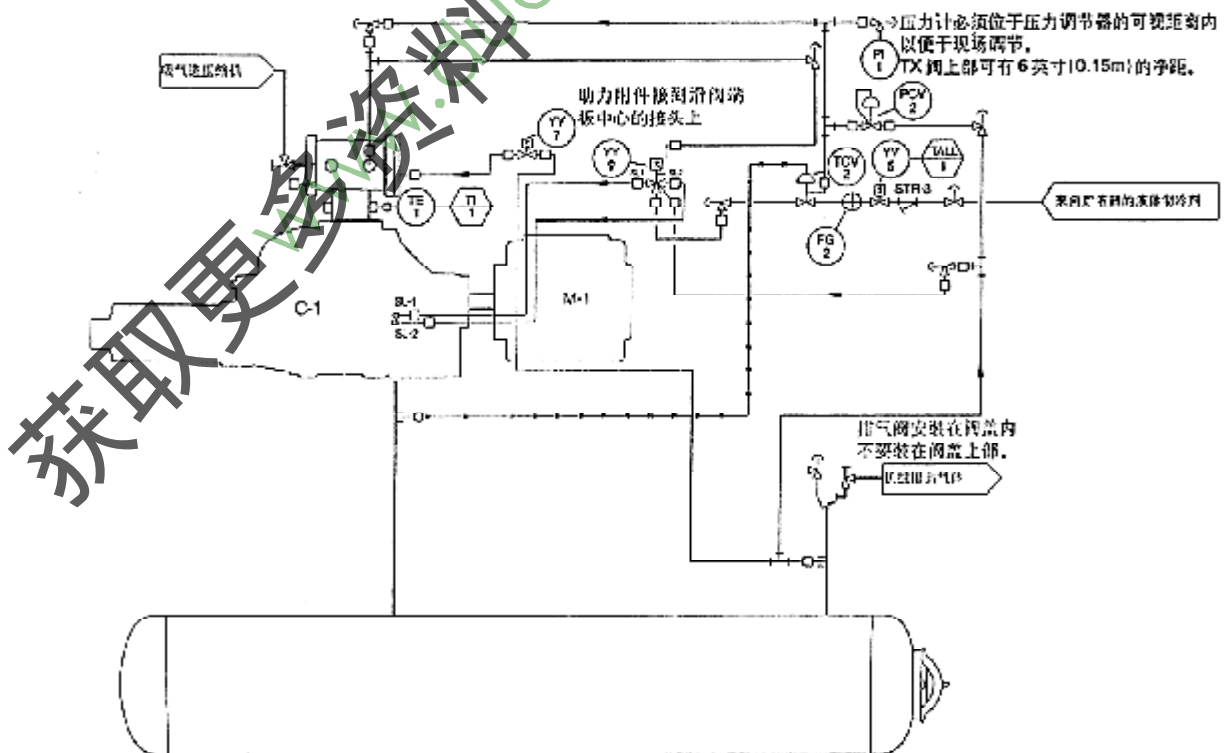 压力计必须位于压力调节器的可视距离内
以便于现场调节。
TX 阀上部可有 6 英寸(0.15m)的净距。
PI
1
吸气进压缩机
动力附件接到滑阀端
板中心的接头上
YY
7
PCV
2
YY
TCV
2
YY
TALL
STR-3
来自贮存器的液体制冷剂
TE
1
TI
1
FG
2
C-1
M-1
SL-1
SL-2
排气阀安装在阀盖内
不要装在阀盖上部。
获取更多资料